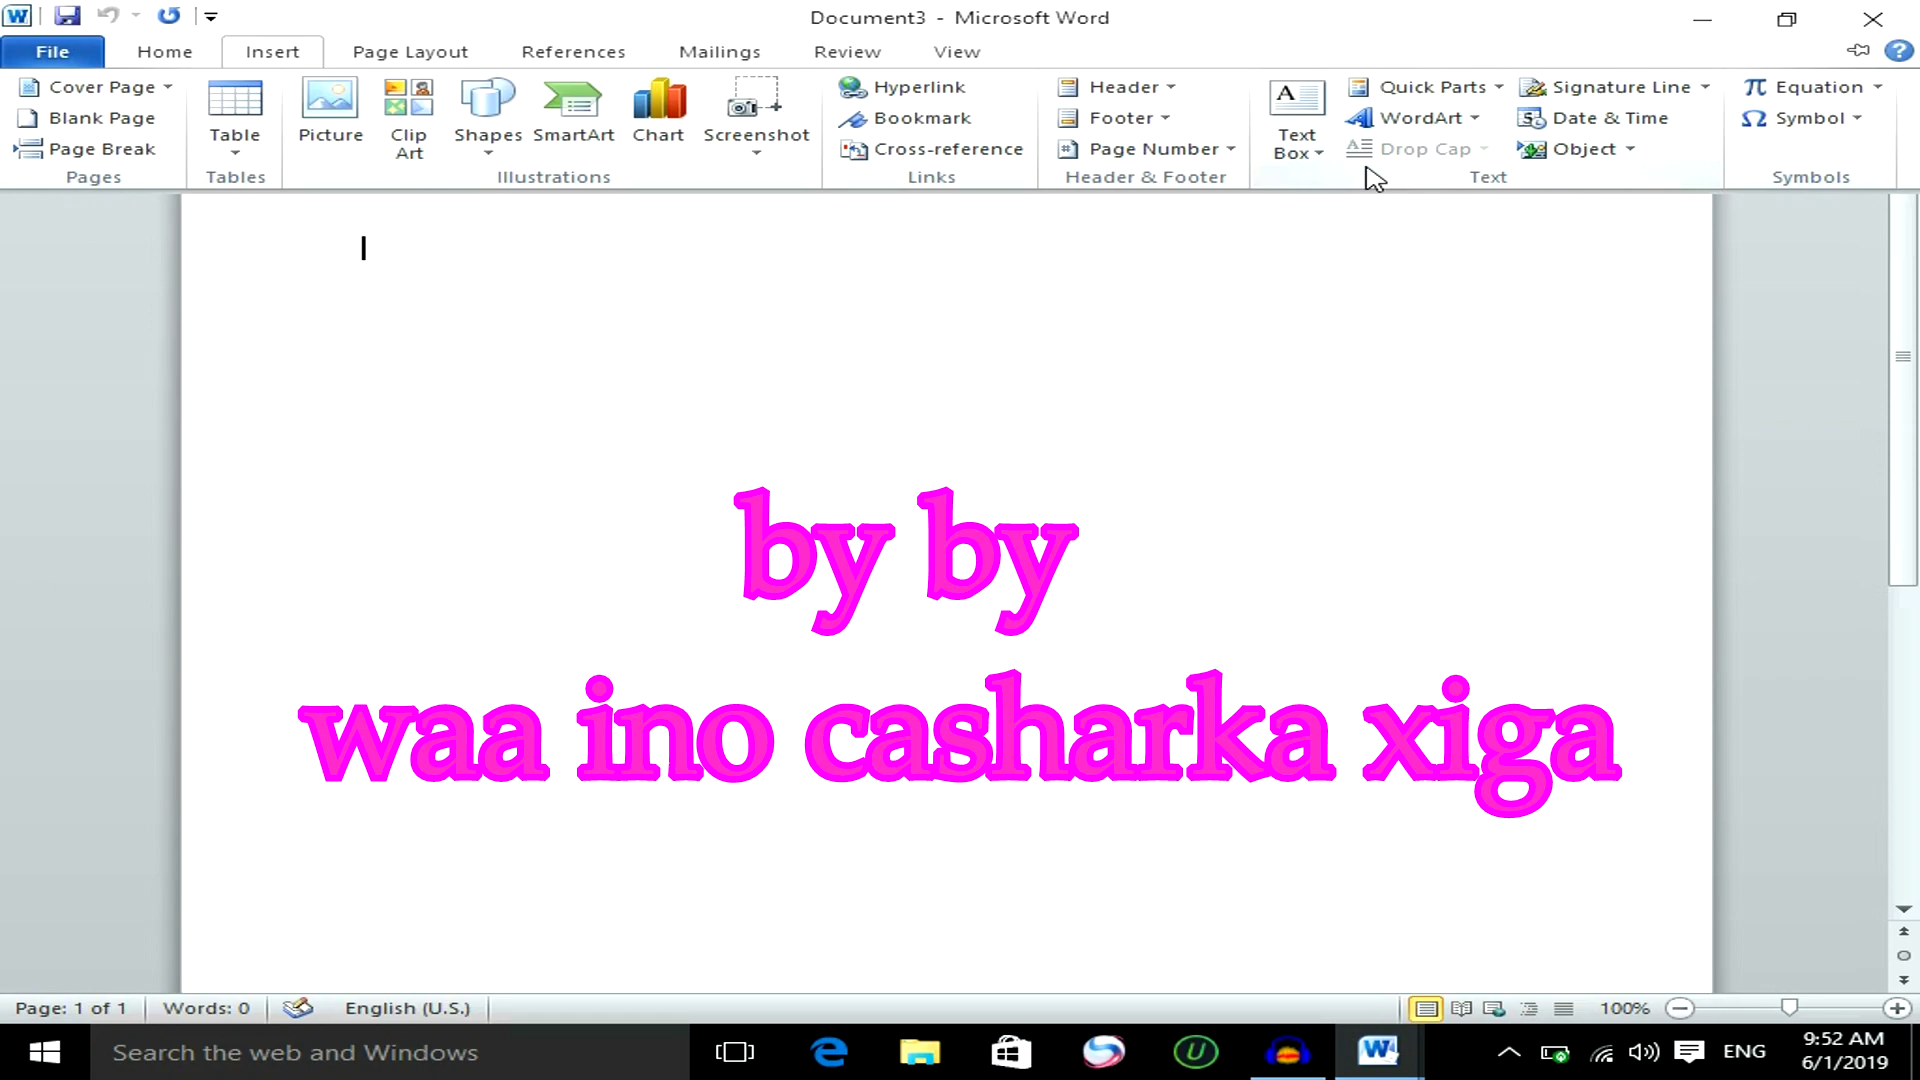 Document3 - Microsoft Word
File Home Insert Page Layout References Mailings Review View
Cover Page
Blank Page
Page Break
Pages
Table
Tables
Picture
Clip
Art
Shapes
SmartArt
Chart
Screenshot
Illustrations
Hyperlink
Bookmark
Cross-reference
Links
Header
Footer
Page Number
Header & Footer
Text
Box
Quick Parts
WordArt
Drop Cap
Signature Line
Date & Time
Object
Text
Equation
Symbol
Symbols
by by
waa ino casharka xiga
Page: 1 of 1 Words: 0 English (U.S.) 100%
Search the web and Windows
ENG
9:52 AM
6/1/2019